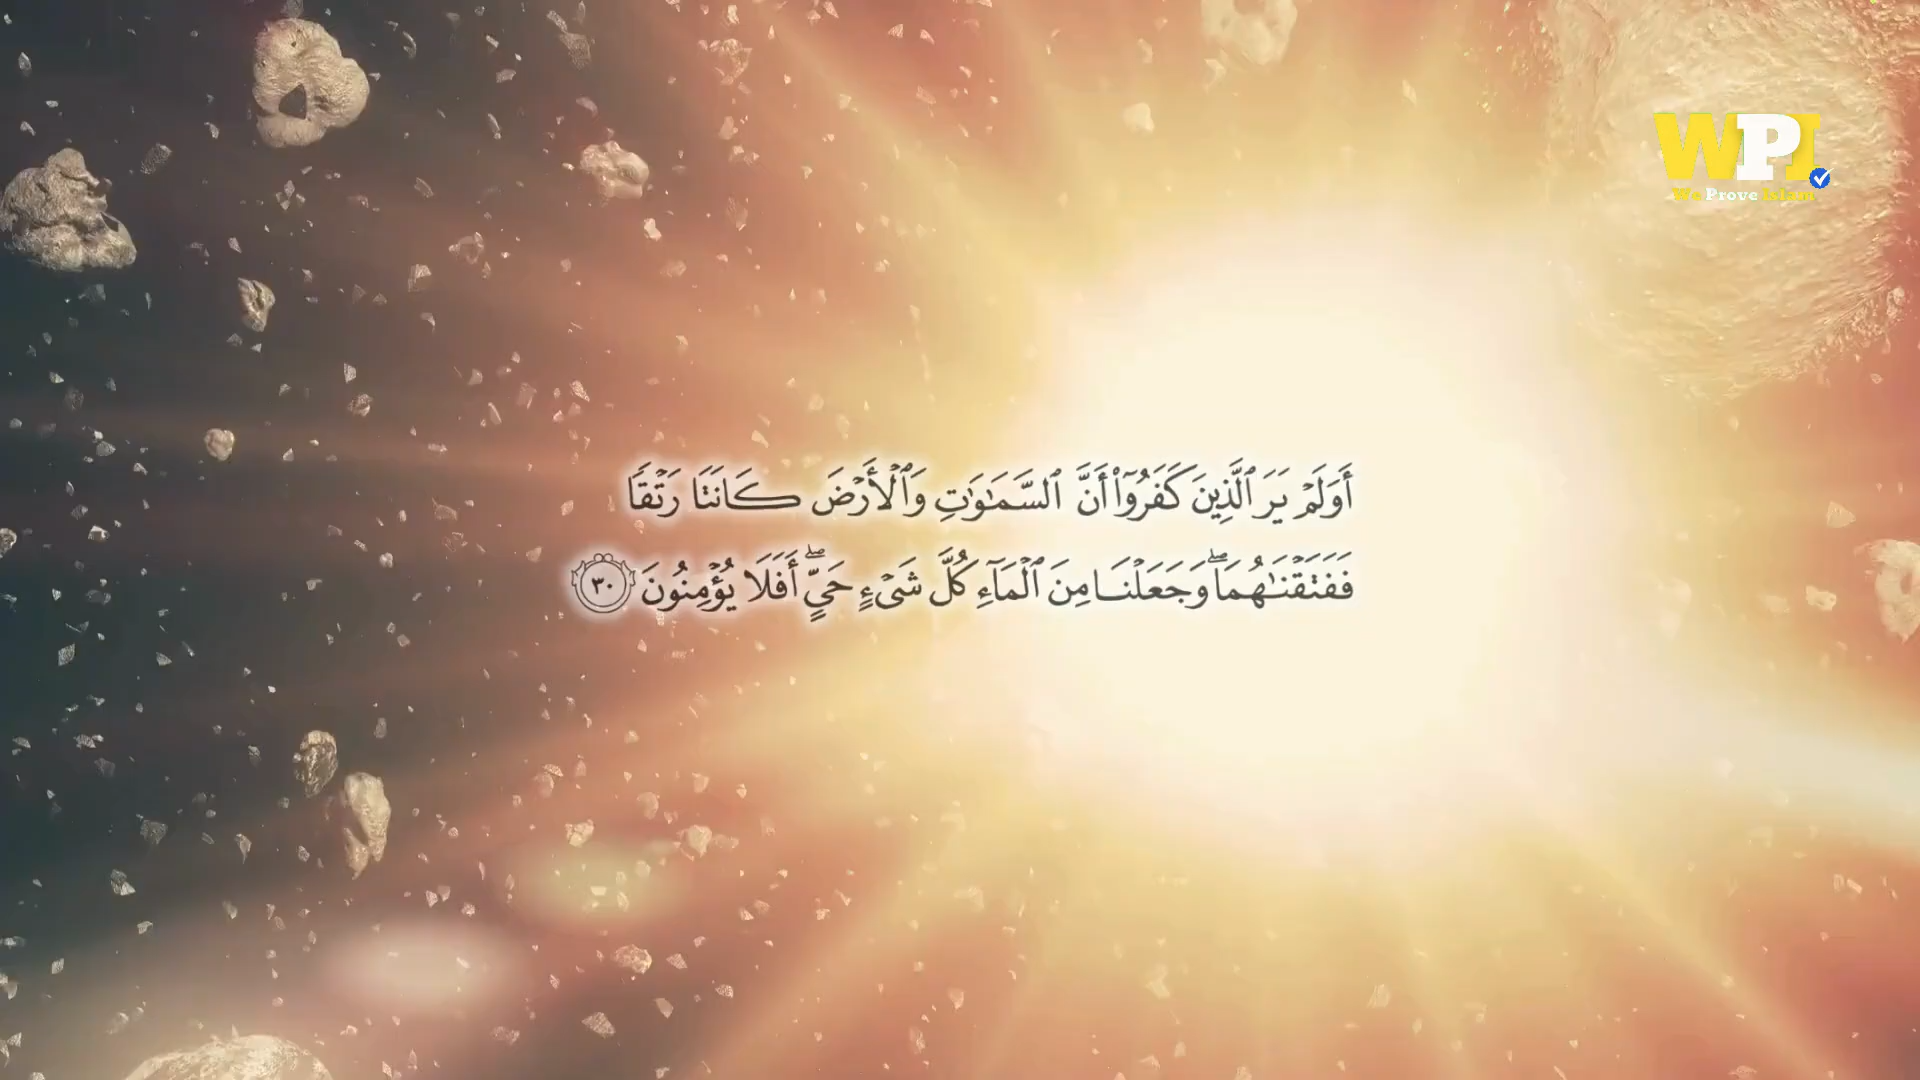 WPI
We Prove Islam
أَوَلَمْ يَرَ ٱلَّذِينَ كَفَرُوٓا۟ أَنَّ ٱلسَّمَـٰوَٰتِ وَٱلْأَرْضَ كَانَتَا رَتْقًا
فَفَتَقْنَـٰهُمَا ۖ وَجَعَلْنَا مِنَ ٱلْمَآءِ كُلَّ شَىْءٍ حَىٍّ ۖ أَفَلَا يُؤْمِنُونَ ٣٠